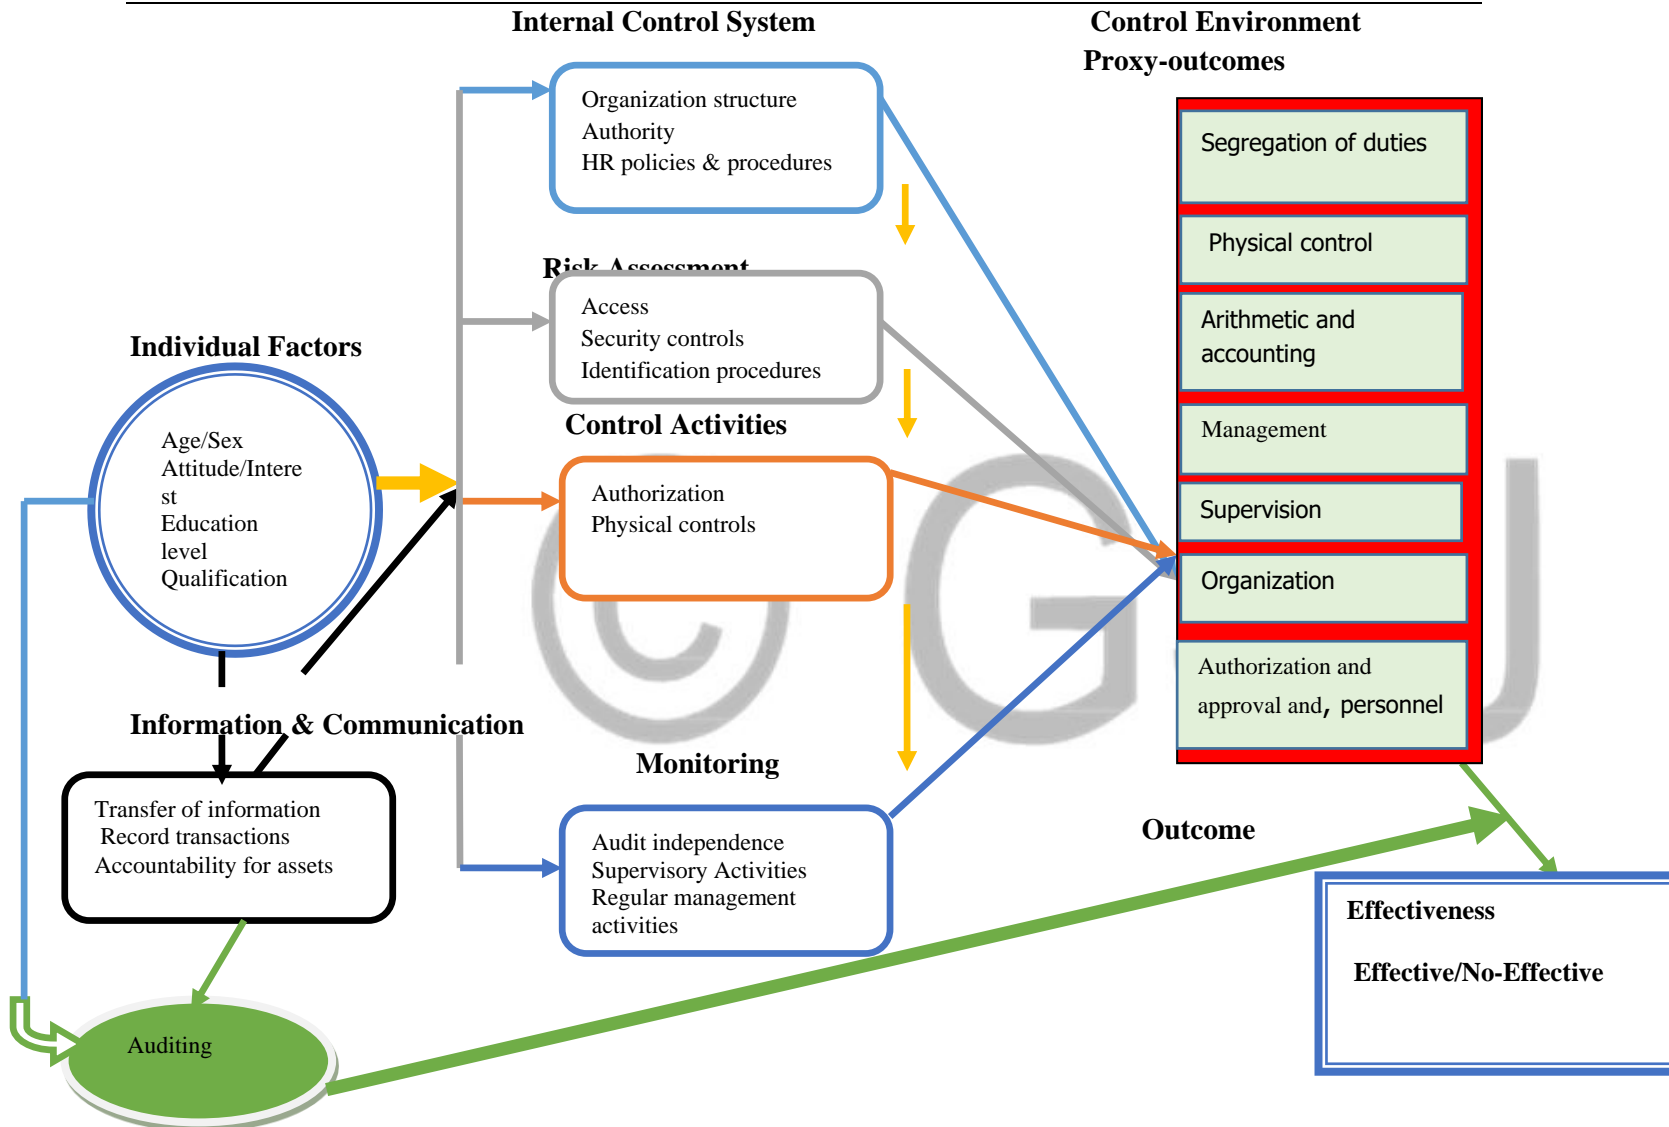 Internal Control System
Control Environment
Proxy-outcomes
Organization structure
Authority
HR policies & procedures
Risk Assessment
Access
Security controls
Identification procedures
Individual Factors
Age/Sex
Attitude/Intere
st
Education
level
Qualification
Control Activities
Authorization
Physical controls
Information & Communication
Transfer of information
Record transactions
Accountability for assets
Monitoring
Audit independence
Supervisory Activities
Regular management
activities
Auditing
Segregation of duties
Physical control
Arithmetic and
accounting
Management
Supervision
Organization
Authorization and
approval and, personnel
Outcome
Effectiveness
Effective/No-Effective
© GSJ